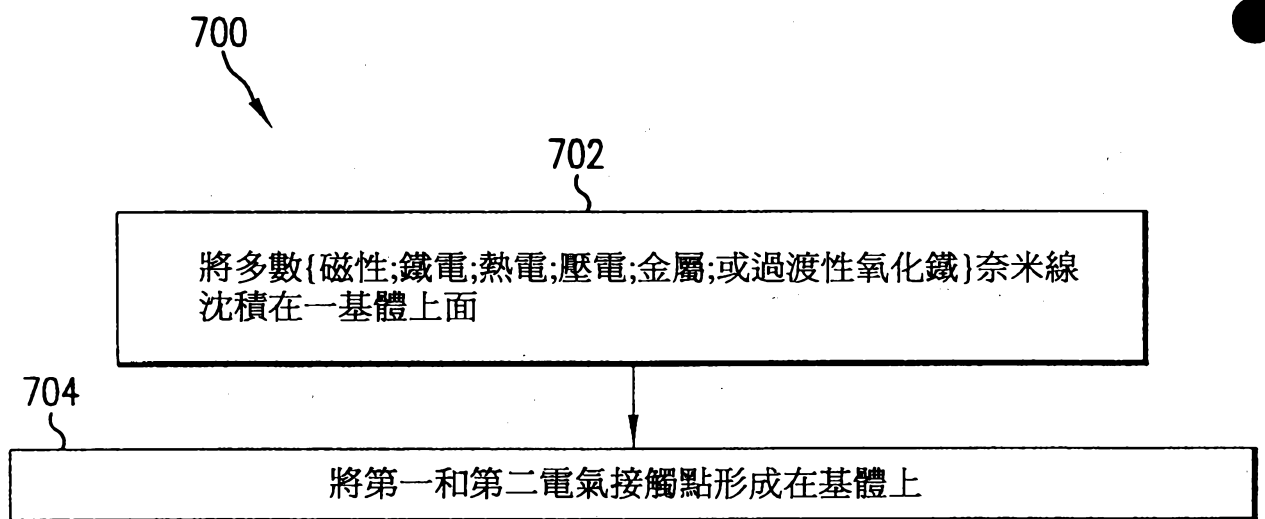 700
702
將多數{磁性;鐵電;熱電;壓電;金屬;或過渡性氧化鐵}奈米線
沈積在一基體上面
704
將第一和第二電氣接觸點形成在基體上